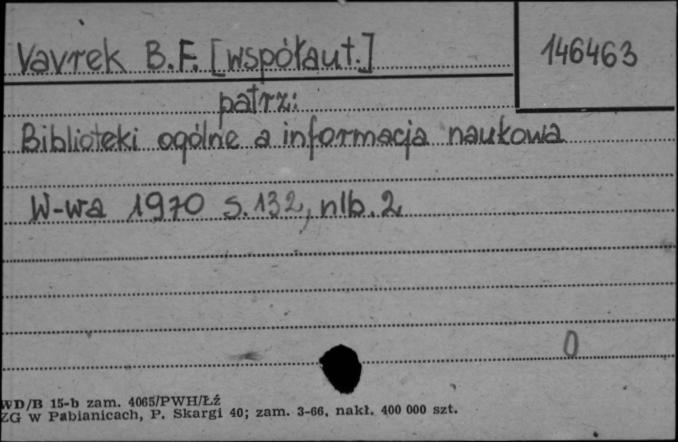 Vavrek B.F. [współaut.]
146463
patrz:
Biblioteki ogólne a informacja naukowa
W-wa 1970 s. 132, nlb. 2
0
WD/B 15-b zam. 4065/PWH/Łź
ZG w Pabianicach, P. Skargi 40; zam. 3-66, nakł. 400 000 szt.